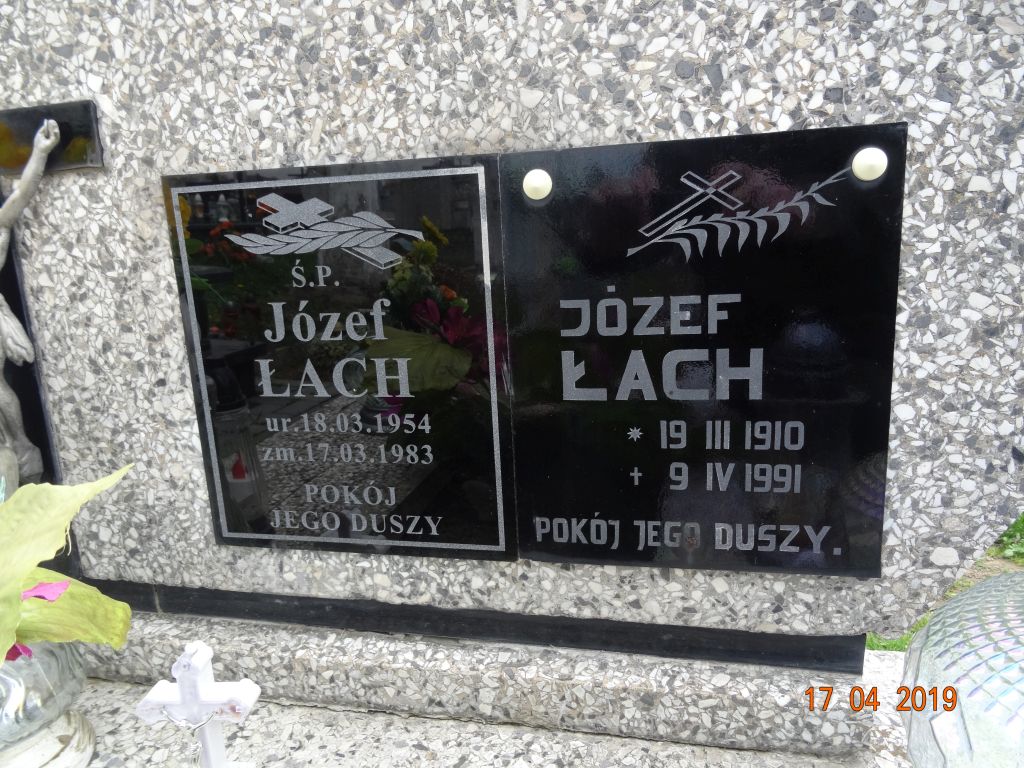 Ś.P.
Józef
ŁACH
ur.18.03.1954
zm.17.03.1983
POKÓJ
JEGO DUSZY
JÓZEF
ŁACH
* 19 III 1910
† 9 IV 1991
POKÓJ JEGO DUSZY.
17 04 2019